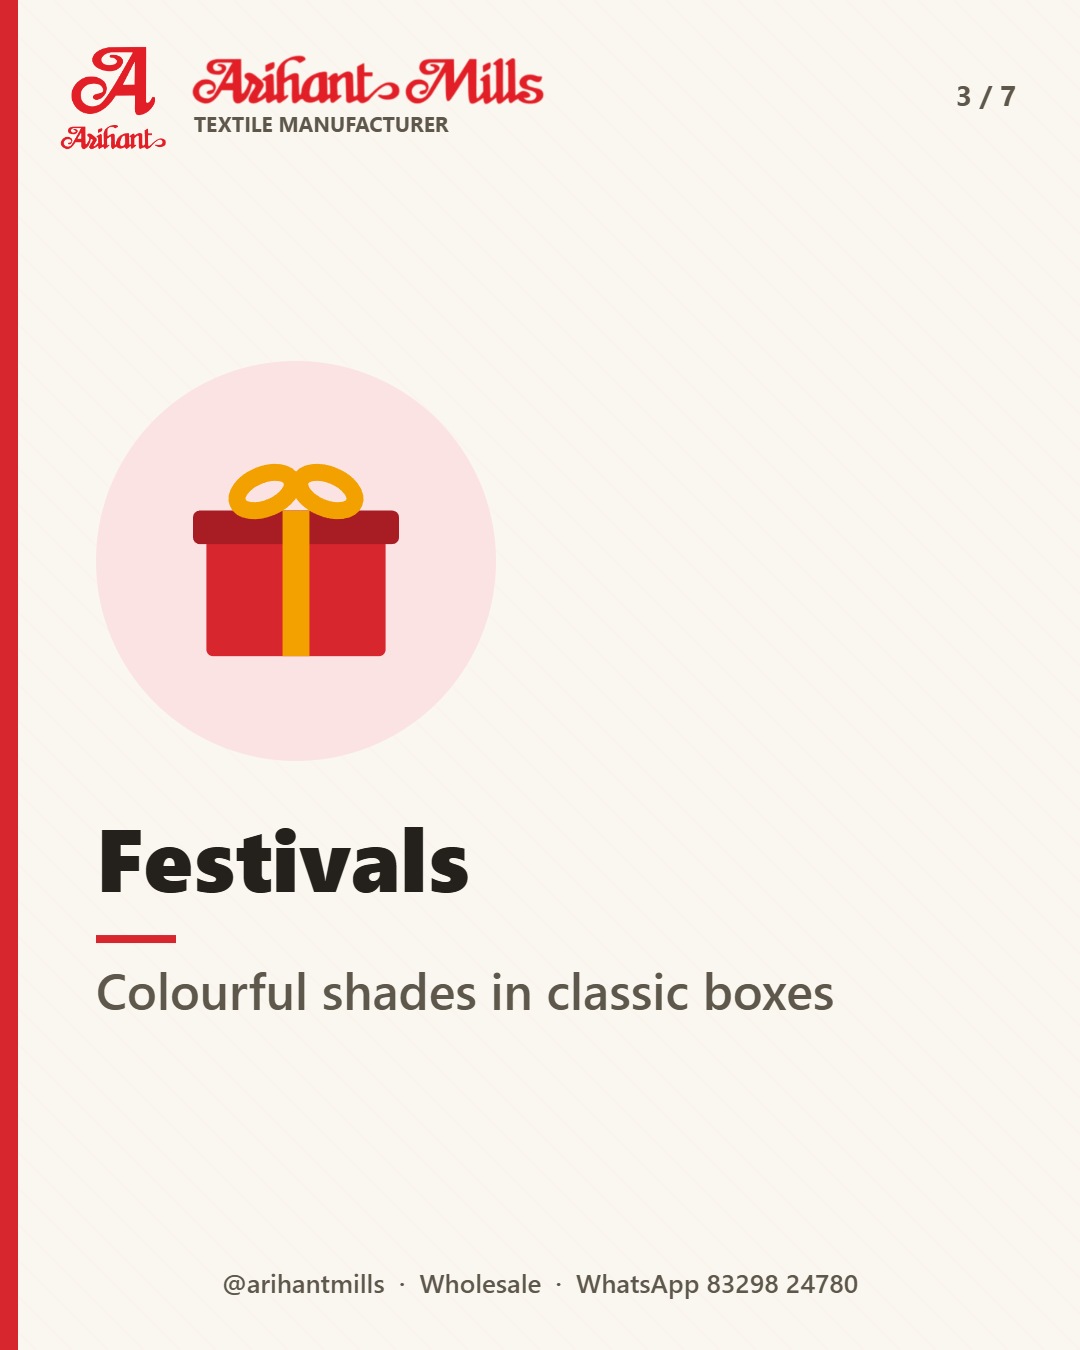 A
Arihant
Arihant Mills
TEXTILE MANUFACTURER
3 / 7
Festivals
Colourful shades in classic boxes
@arihantmills · Wholesale · WhatsApp 83298 24780